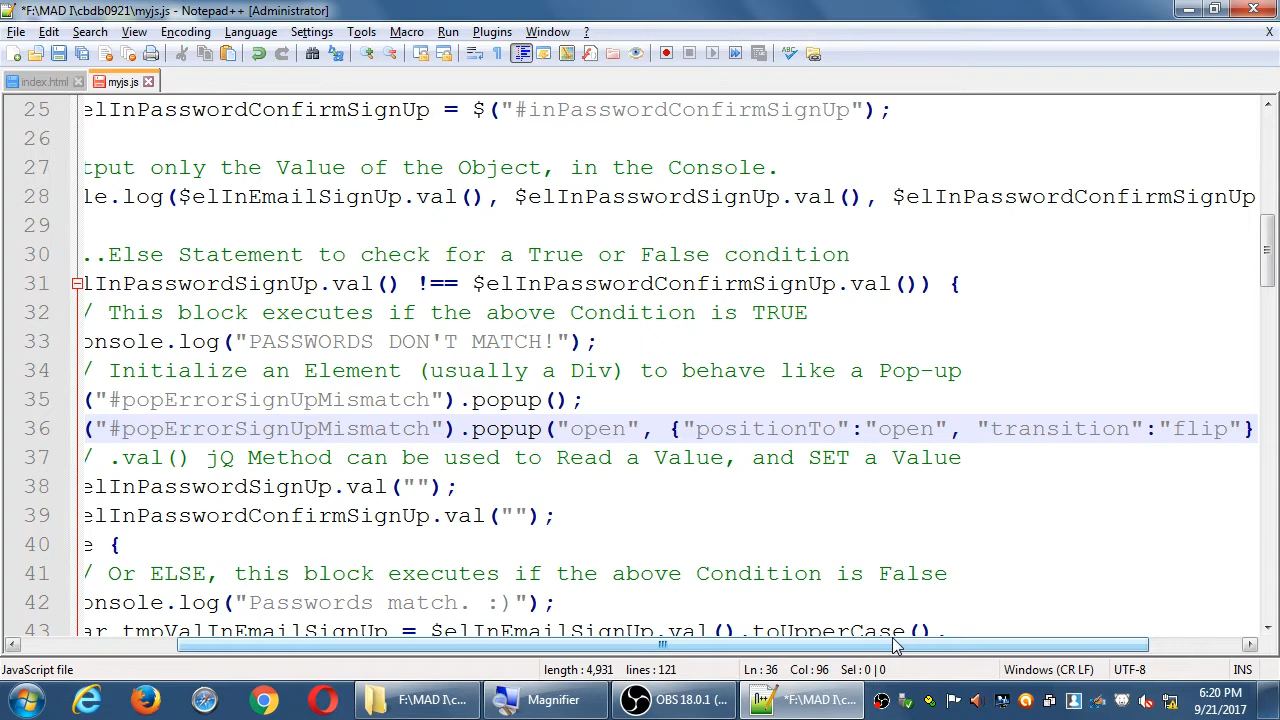 *F:\MAD I\cbdb0921\myjs.js - Notepad++ [Administrator]
File Edit Search View Encoding Language Settings Tools Macro Run Plugins Window ? X
index.html myjs.js
25 elInPasswordConfirmSignUp = $("#inPasswordConfirmSignUp");
26
27 tput only the Value of the Object, in the Console.
28 le.log($elInEmailSignUp.val(), $elInPasswordSignUp.val(), $elInPasswordConfirmSignUp
29
30 ..Else Statement to check for a True or False condition
31 lInPasswordSignUp.val() !== $elInPasswordConfirmSignUp.val()) {
32 / This block executes if the above Condition is TRUE
33 onsole.log("PASSWORDS DON'T MATCH!");
34 / Initialize an Element (usually a Div) to behave like a Pop-up
35 ("#popErrorSignUpMismatch").popup();
36 ("#popErrorSignUpMismatch").popup("open", {"positionTo":"open", "transition":"flip"}
37 / .val() jQ Method can be used to Read a Value, and SET a Value
38 elInPasswordSignUp.val("");
39 elInPasswordConfirmSignUp.val("");
40 e {
41 / Or ELSE, this block executes if the above Condition is False
42 onsole.log("Passwords match. :)");
43 ar tmpValInEmailSignUp = $elInEmailSignUp.val().toUpperCase(),
JavaScript file length : 4,931 lines : 121 Ln : 36 Col : 96 Sel : 0 | 0 Windows (CR LF) UTF-8 INS
F:\MAD I\c... Magnifier OBS 18.0.1 (... *F:\MAD I\c... 6:20 PM
9/21/2017